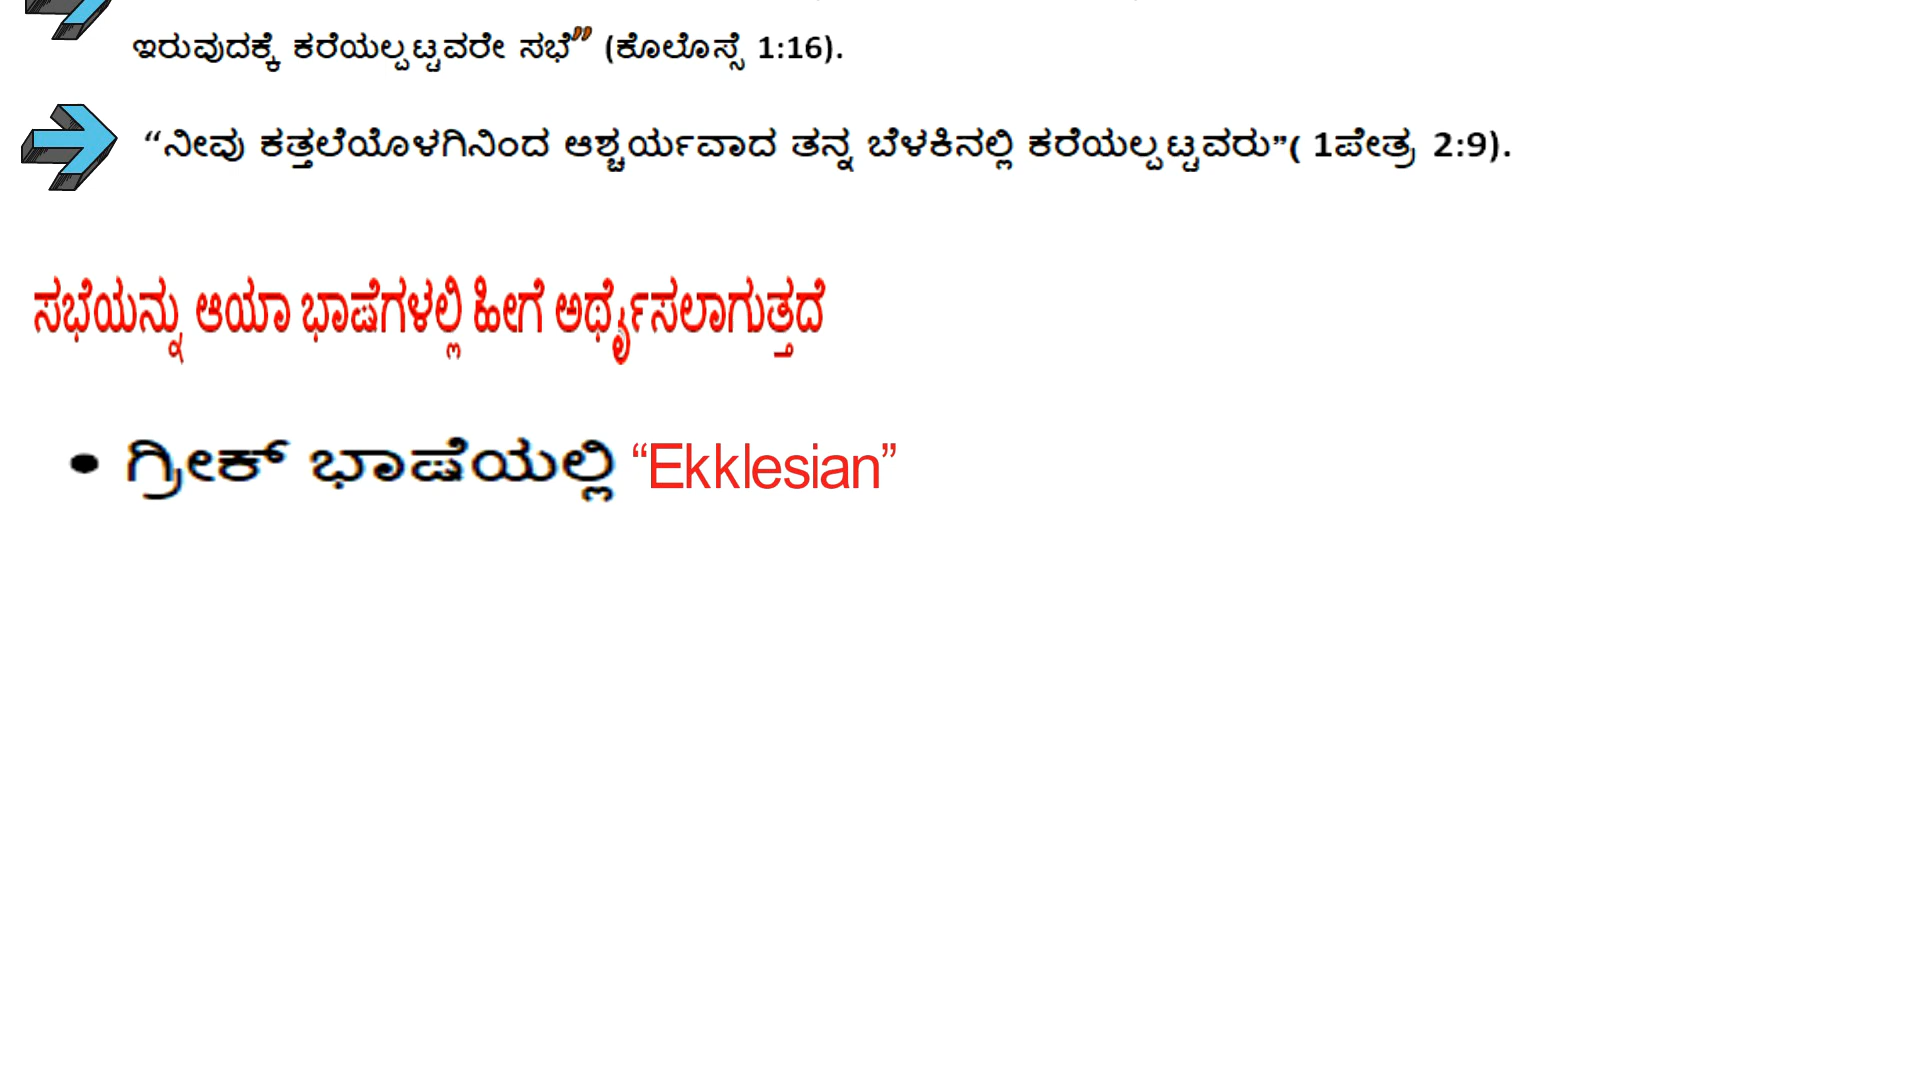 ಇರುವುದಕ್ಕೆ ಕರೆಯಲ್ಪಟ್ಟವರೇ ಸಭೆ” (ಕೊಲೊಸ್ಸೆ 1:16).
“ನೀವು ಕತ್ತಲೆಯೊಳಗಿನಿಂದ ಆಶ್ಚರ್ಯವಾದ ತನ್ನ ಬೆಳಕಿನಲ್ಲಿ ಕರೆಯಲ್ಪಟ್ಟವರು”( 1ಪೇತ್ರ 2:9).
ಸಭೆಯನ್ನು ಆಯಾ ಭಾಷೆಗಳಲ್ಲಿ ಹೀಗೆ ಅರ್ಥೈಸಲಾಗುತ್ತದೆ
• ಗ್ರೀಕ್ ಭಾಷೆಯಲ್ಲಿ “Ekklesian”